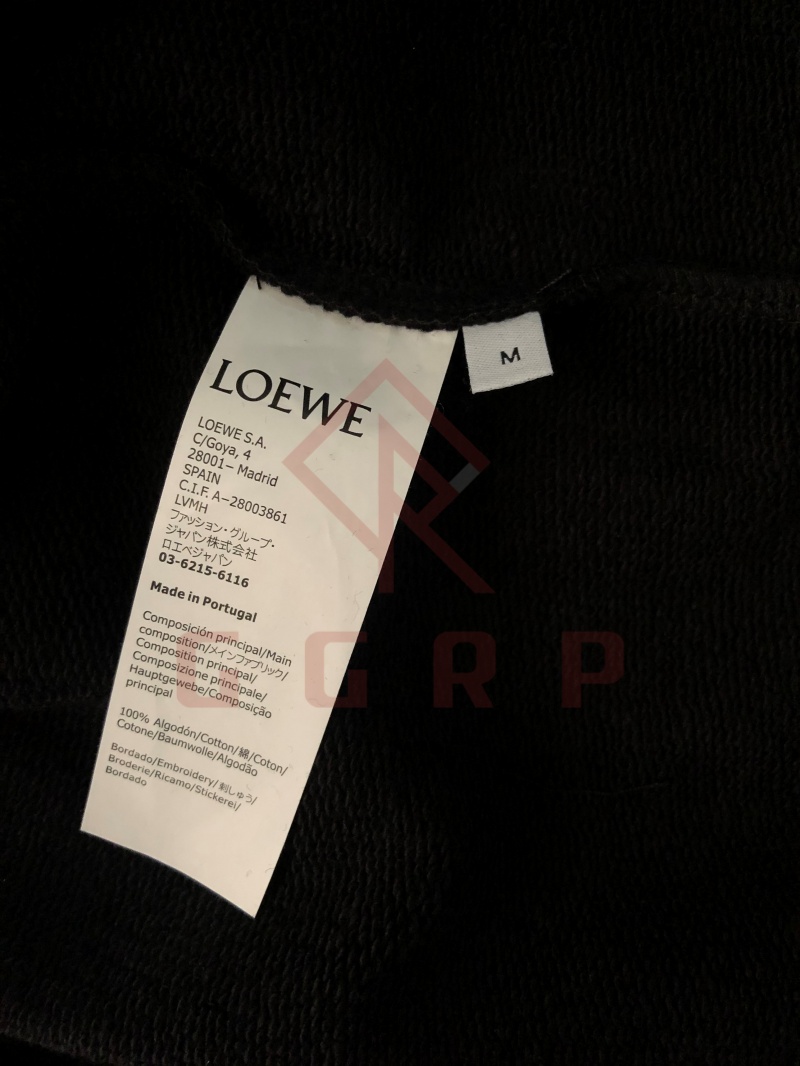 LOEWE
LOEWE S.A.
C/Goya, 4
28001– Madrid
SPAIN
C.I.F. A–28003861
LVMH
ファッション・グループ・
ジャパン株式会社
ロエベジャパン
03-6215-6116
Made in Portugal
Composición principal/Main
composition/メインファブリック/
Composition principal/
Composizione principale/
Hauptgewebe/Composição
principal
100% Algodón/Cotton/綿/Coton/
Cotone/Baumwolle/Algodão
Bordado/Embroidery/刺しゅう/
Broderie/Ricamo/Stickerei/
Bordado
M
GGRP